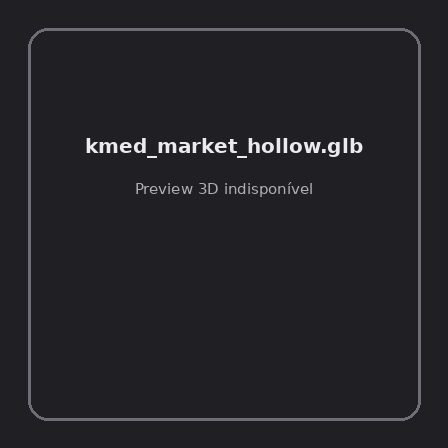 kmed_market_hollow.glb
Preview 3D indisponível